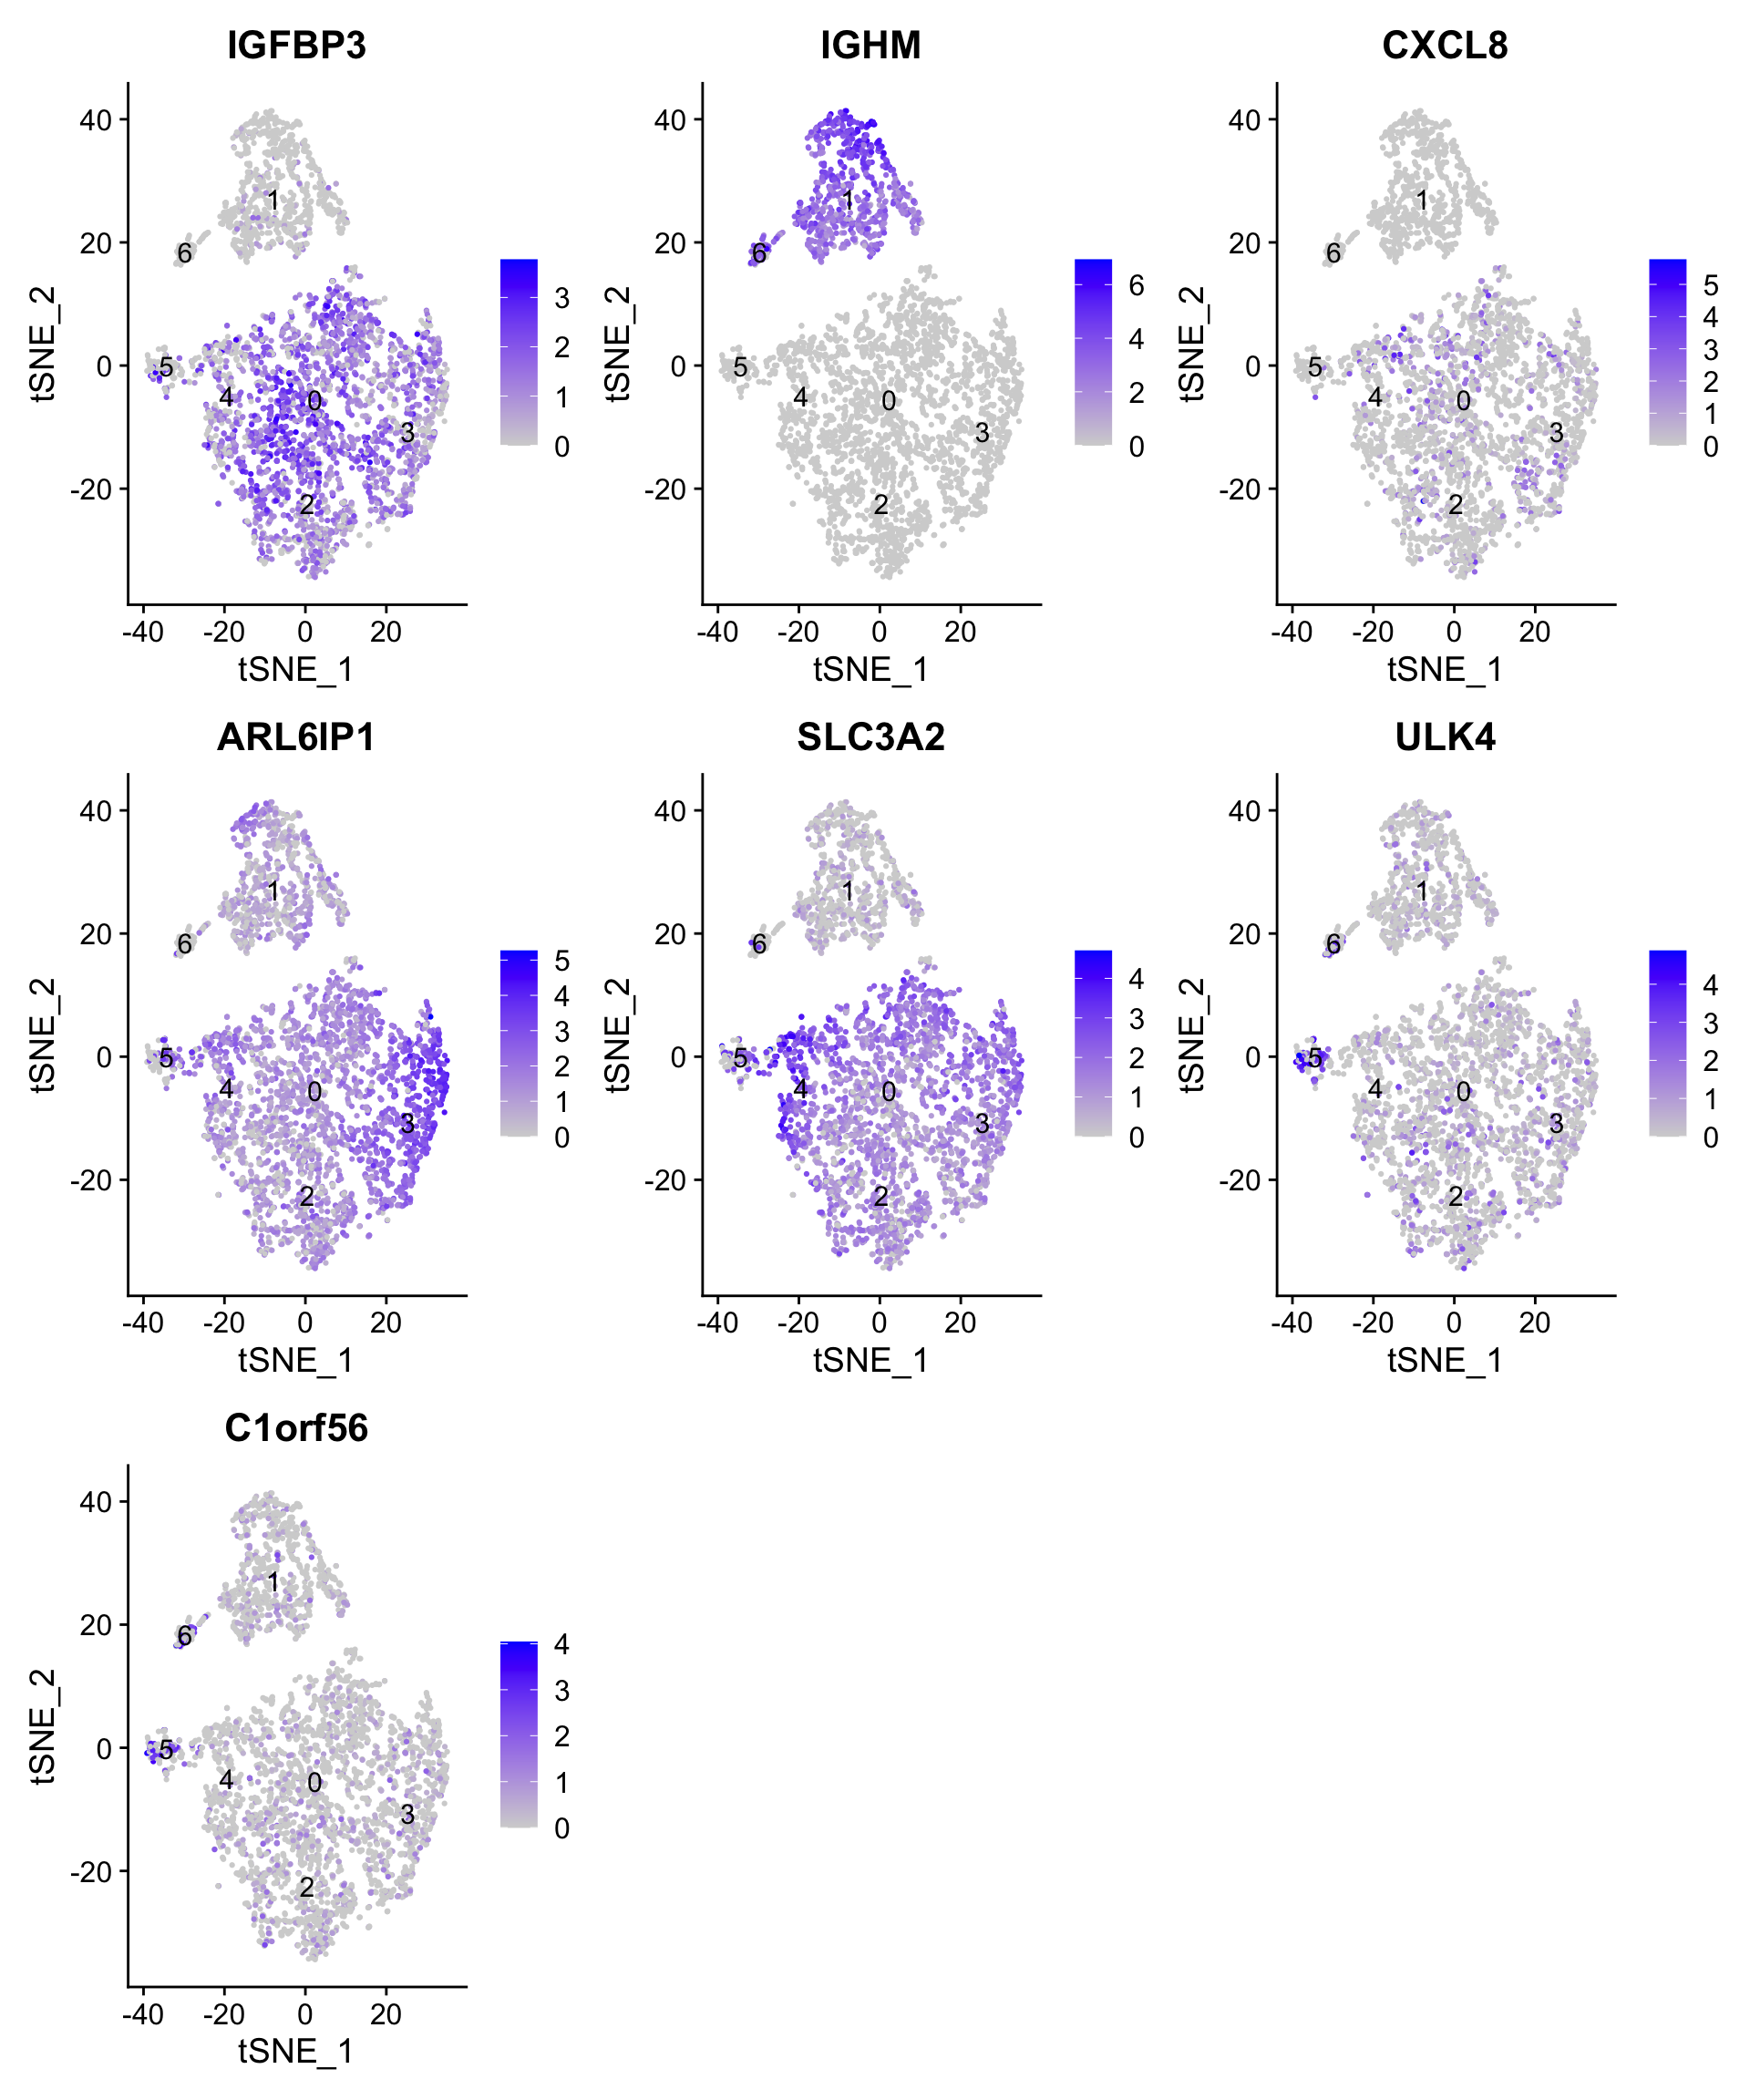 IGFBP3 IGHM CXCL8
40 40 40
1 1 1
20 20 20
6 6 6
tSNE_2 tSNE_2 tSNE_2
3 6 5
2 4 4
1 2 3
0 0 2
1
0
0 5 0 5 0 5
4 0 4 0 4 0
3 3 3
-20 2 -20 2 -20 2
-40 -20 0 20 -40 -20 0 20 -40 -20 0 20
tSNE_1 tSNE_1 tSNE_1
ARL6IP1 SLC3A2 ULK4
40 40 40
1 1 1
20 20 20
6 6 6
tSNE_2 tSNE_2 tSNE_2
5 4 4
4 3 3
3 2 2
2 1 1
1 0 0
0
0 5 0 5 0 5
4 0 4 0 4 0
3 3 3
-20 2 -20 2 -20 2
-40 -20 0 20 -40 -20 0 20 -40 -20 0 20
tSNE_1 tSNE_1 tSNE_1
C1orf56
40
1
20
6
tSNE_2
4
3
2
1
0
0 5
4 0
3
-20 2
-40 -20 0 20
tSNE_1